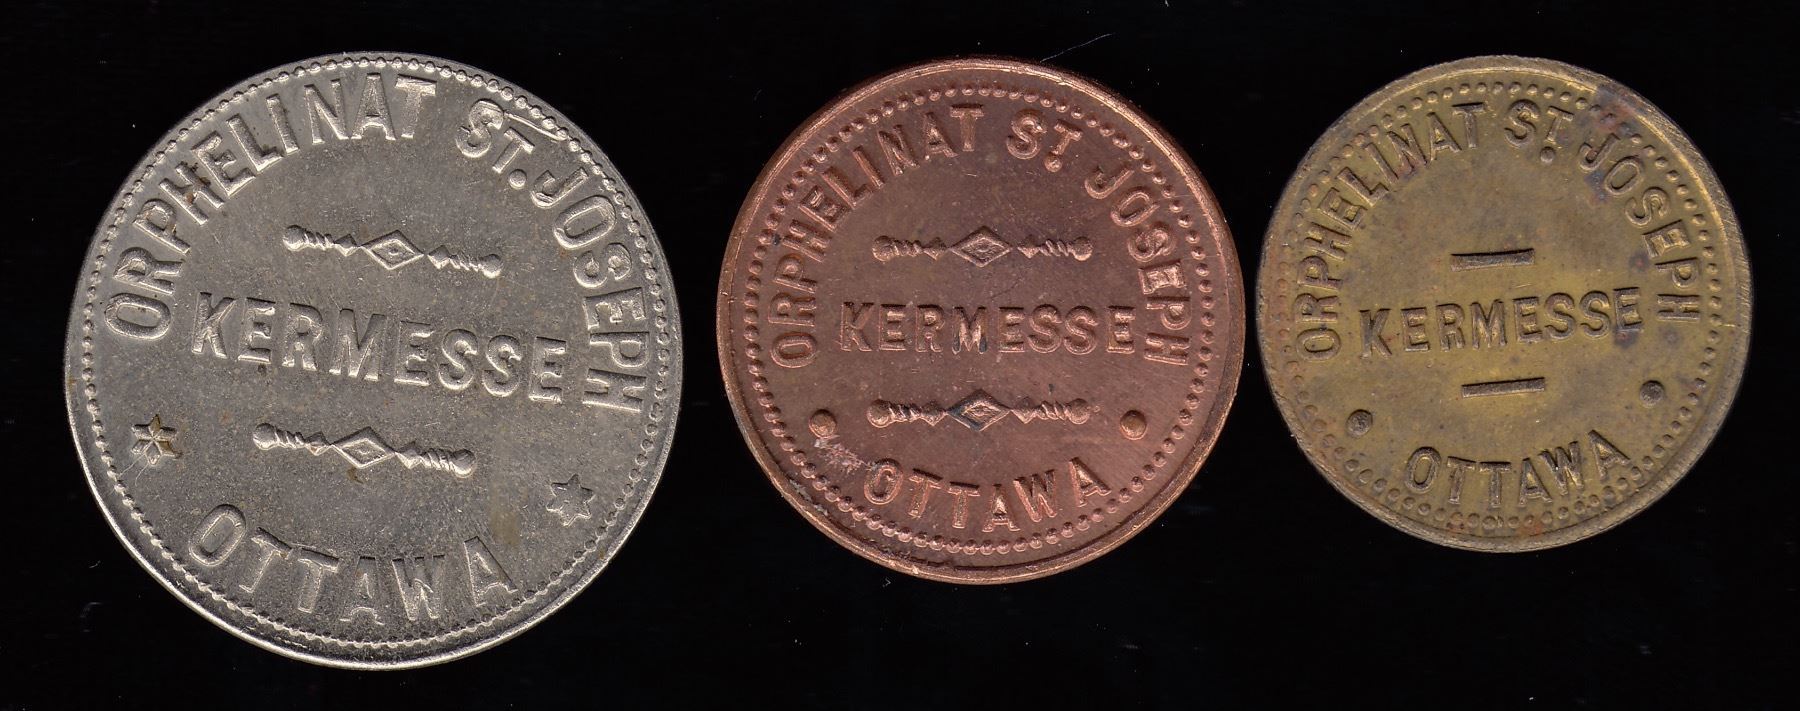 ORPHELINAT ST. JOSEPH
KERMESSE
OTTAWA
ORPHELINAT ST. JOSEPH
KERMESSE
OTTAWA
ORPHELINAT ST. JOSEPH
KERMESSE
OTTAWA